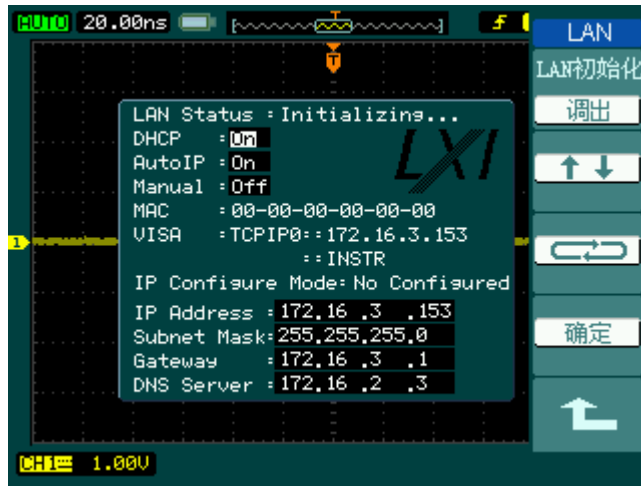 AUTO 20.00ns T f
LAN
LAN初始化
调出
T
LAN Status :Initializing...
DHCP :On
LXI
AutoIP :On
Manual :Off
MAC :00-00-00-00-00-00
VISA :TCPIP0::172.16.3.153
::INSTR
1
IP Configure Mode:No Configured
IP Address :172.16 .3 .153
Subnet Mask:255.255.255.0
Gateway :172.16 .3 .1
DNS Server :172.16 .2 .3
确定
CH1 1.00V